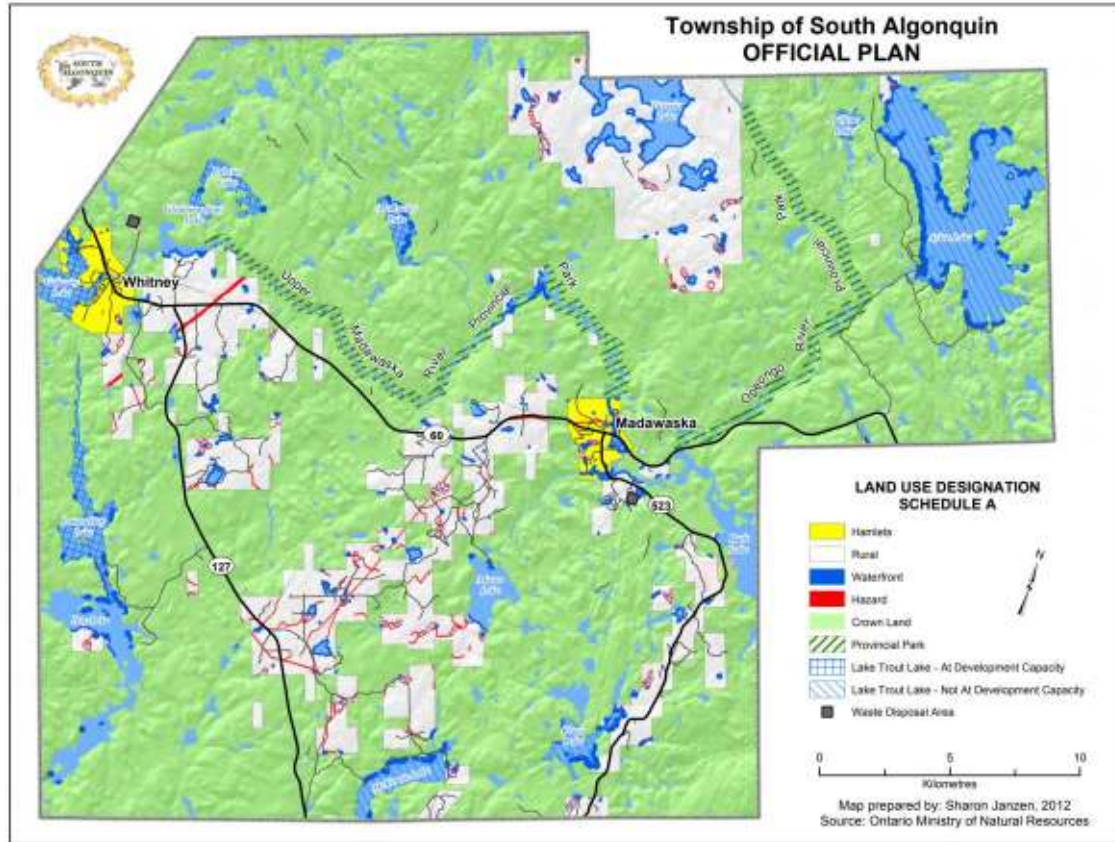 Township of South Algonquin
OFFICIAL PLAN
SOUTH
ALGONQUIN
Whitney
Upper
Madawaska
River
Provincial
Park
Park
Provincial
River
Opeongo
60
Madawaska
523
127
LAND USE DESIGNATION
SCHEDULE A
Hamlets
Rural
Waterfront
Hazard
Crown Land
Provincial Park
Lake Trout Lake - At Development Capacity
Lake Trout Lake - Not At Development Capacity
Waste Disposal Area
N
0 5 10
Kilometres
Map prepared by: Sharon Janzen, 2012
Source: Ontario Ministry of Natural Resources